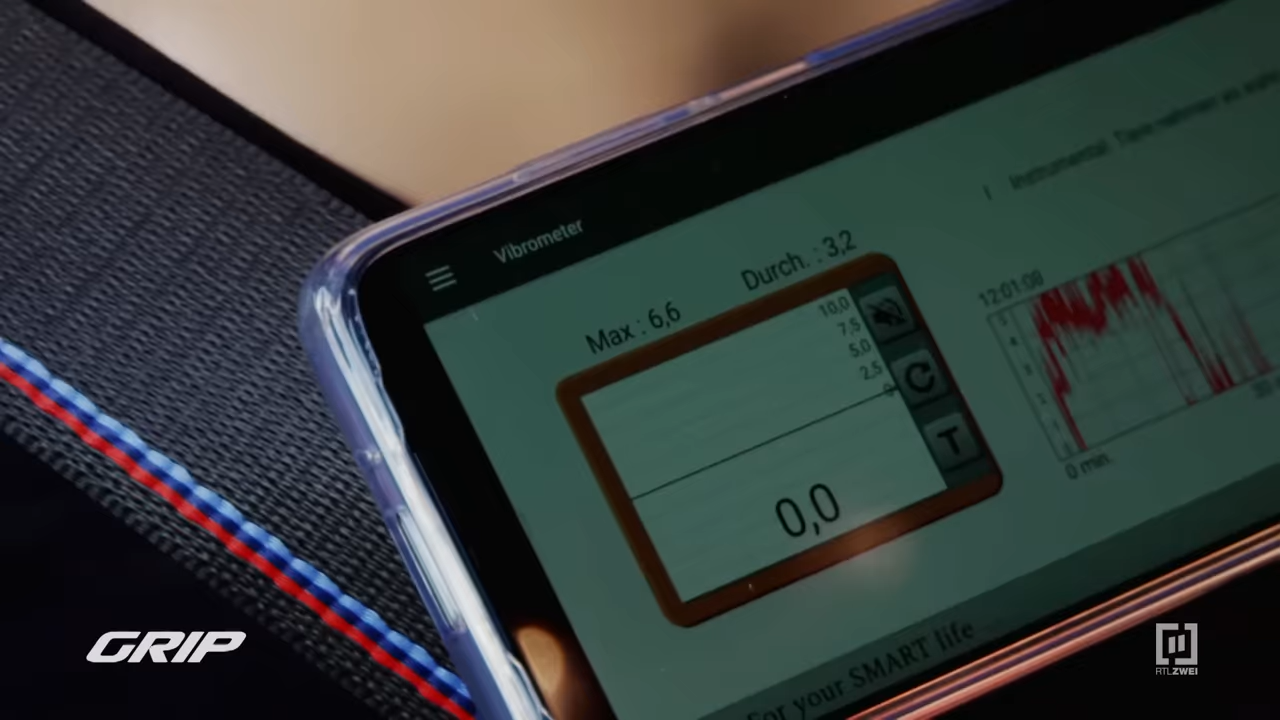 Vibrometer
Max : 6,6
Durch. : 3,2
10,0
7,5
5,0
2,5
0
T
0,0
I Instrumental.
12:01:08
0 min.
For your SMART life
GRIP
RTLZWEI